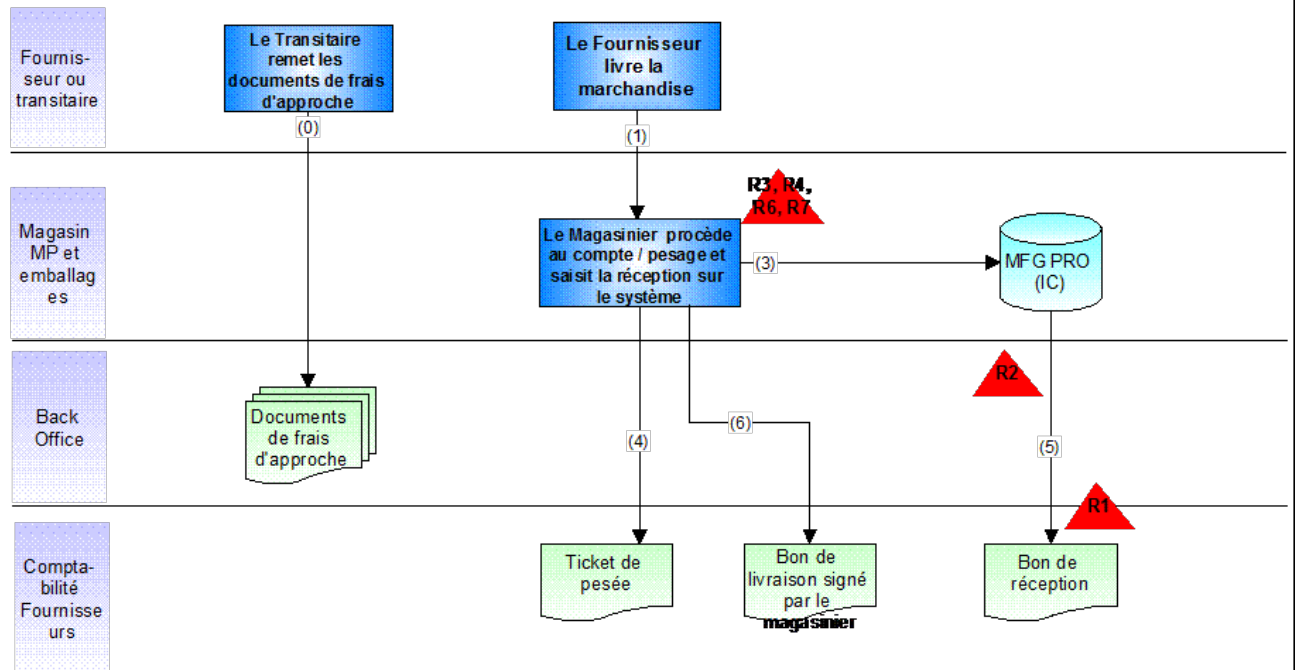 Fournis-
seur ou
transitaire
Le Transitaire
remet les
documents de frais
d'approche
Le Fournisseur
livre la
marchandise
(0)
(1)
Magasin
MP et
emballag
es
R3, R4,
R6, R7
Le Magasinier procède
au compte / pesage et
saisit la réception sur
le système
(3)
MFG PRO
(IC)
Back
Office
Documents
de frais
d'approche
(4)
(6)
R2
(5)
R1
Compta-
bilité
Fournisse
urs
Ticket de
pesée
Bon de
livraison signé
par le
magasinier
Bon de
réception